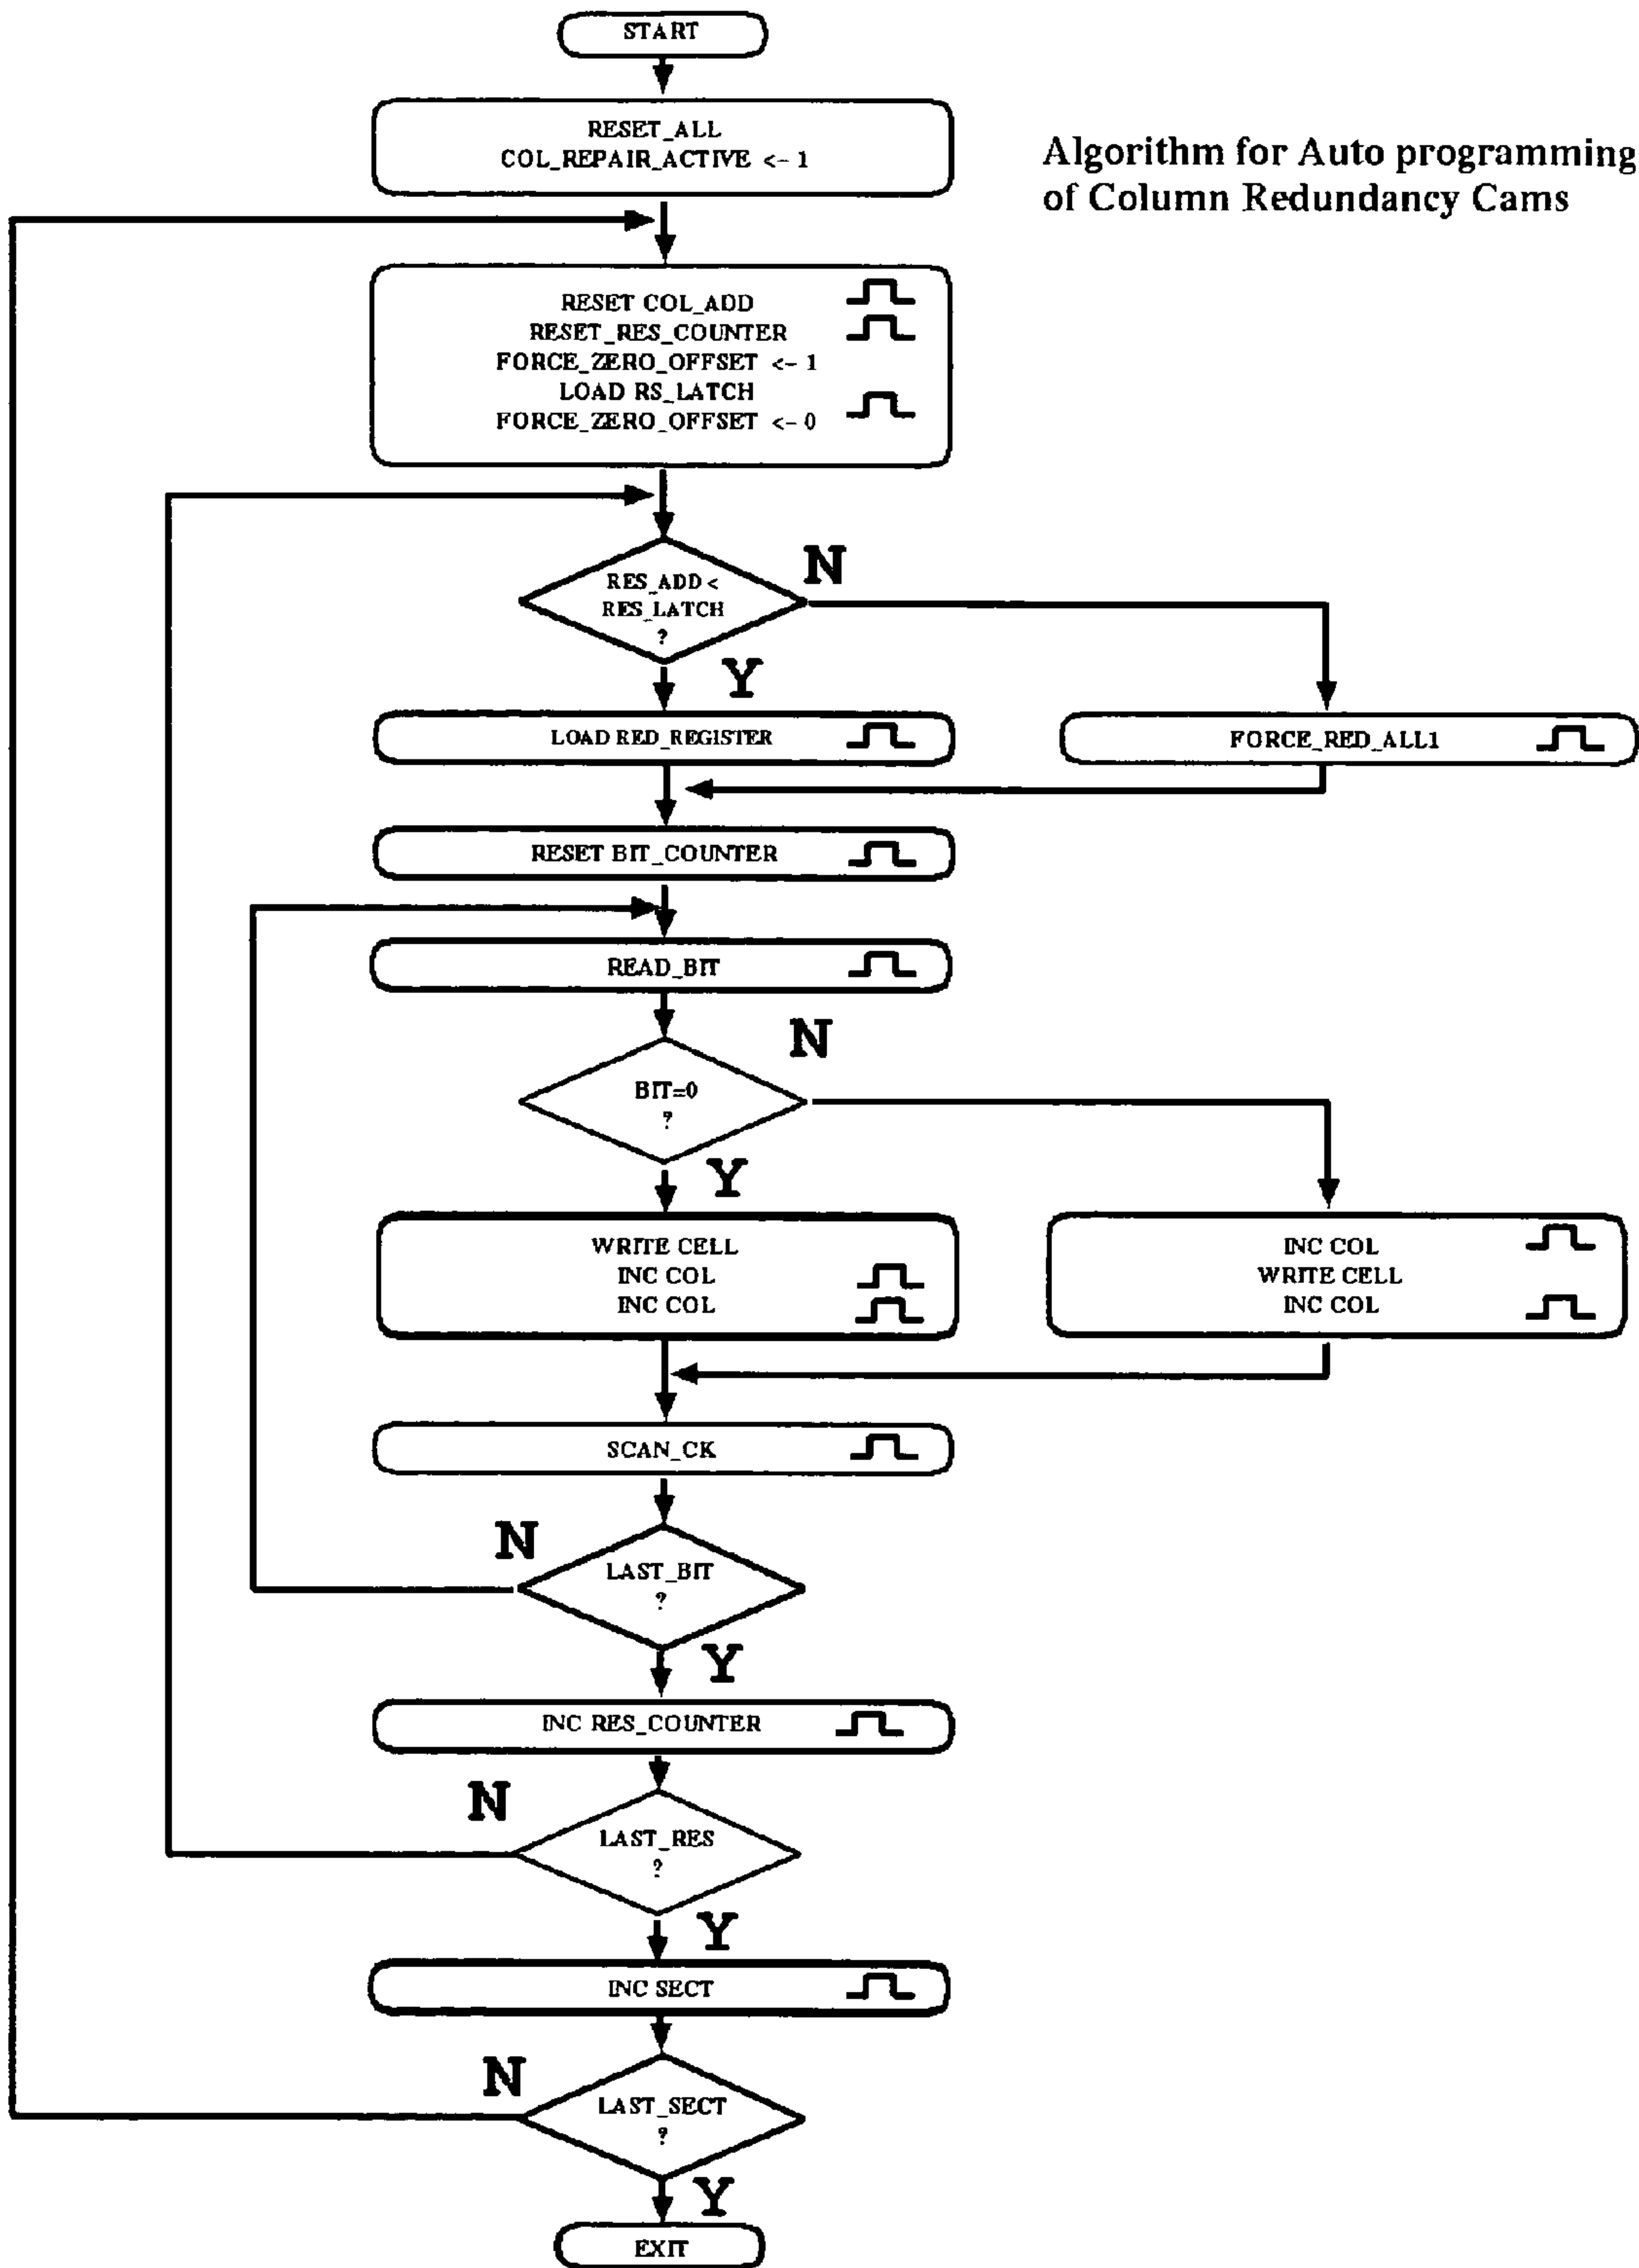 START
RESET_ALL
COL_REPAIR_ACTIVE <- 1
Algorithm for Auto programming
of Column Redundancy Cams
RESET COL_ADD
RESET_RES_COUNTER
FORCE_ZERO_OFFSET <- 1
LOAD RS_LATCH
FORCE_ZERO_OFFSET <- 0
RES_ADD <
RES_LATCH
?
N
Y
LOAD RED_REGISTER
FORCE_RED_ALL1
RESET BIT_COUNTER
READ_BIT
N
BIT=0
?
Y
WRITE CELL
INC COL
INC COL
INC COL
WRITE CELL
INC COL
SCAN_CK
N
LAST_BIT
?
Y
INC RES_COUNTER
N
LAST_RES
?
Y
INC SECT
N
LAST_SECT
?
Y
EXIT